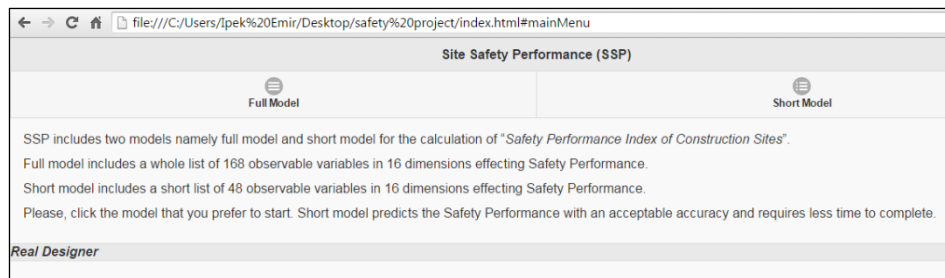 file:///C:/Users/Ipek%20Emir/Desktop/safety%20project/index.html#mainMenu
Site Safety Performance (SSP)
Full Model
Short Model
SSP includes two models namely full model and short model for the calculation of "Safety Performance Index of Construction Sites".
Full model includes a whole list of 168 observable variables in 16 dimensions effecting Safety Performance.
Short model includes a short list of 48 observable variables in 16 dimensions effecting Safety Performance.
Please, click the model that you prefer to start. Short model predicts the Safety Performance with an acceptable accuracy and requires less time to complete.
Real Designer